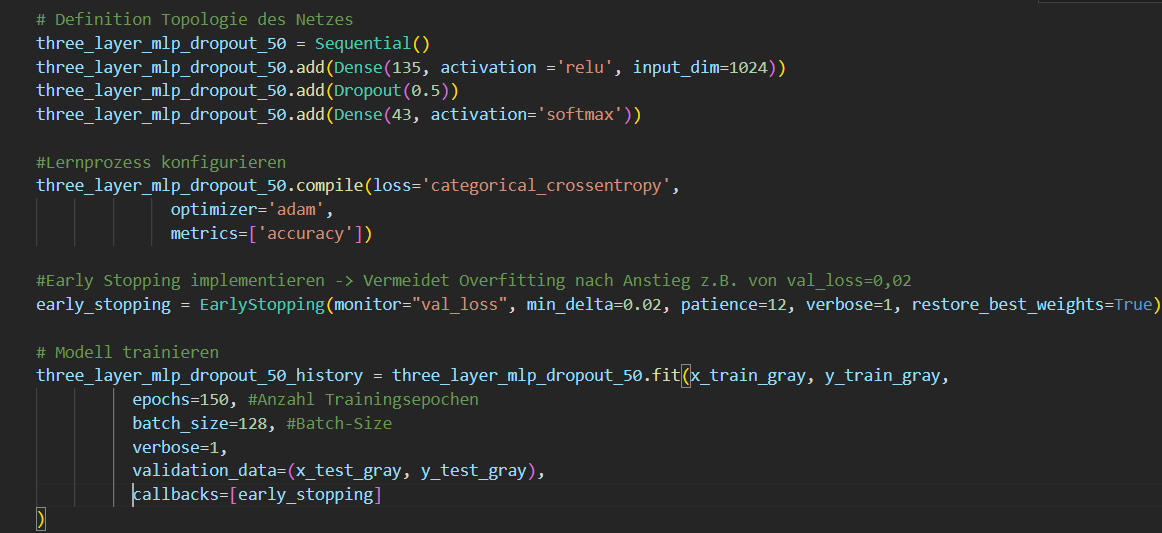 # Definition Topologie des Netzes
three_layer_mlp_dropout_50 = Sequential()
three_layer_mlp_dropout_50.add(Dense(135, activation ='relu', input_dim=1024))
three_layer_mlp_dropout_50.add(Dropout(0.5))
three_layer_mlp_dropout_50.add(Dense(43, activation='softmax'))
#Lernprozess konfigurieren
three_layer_mlp_dropout_50.compile(loss='categorical_crossentropy',
optimizer='adam',
metrics=['accuracy'])
#Early Stopping implementieren -> Vermeidet Overfitting nach Anstieg z.B. von val_loss=0,02
early_stopping = EarlyStopping(monitor="val_loss", min_delta=0.02, patience=12, verbose=1, restore_best_weights=True)
# Modell trainieren
three_layer_mlp_dropout_50_history = three_layer_mlp_dropout_50.fit(x_train_gray, y_train_gray,
epochs=150, #Anzahl Trainingsepochen
batch_size=128, #Batch-Size
verbose=1,
validation_data=(x_test_gray, y_test_gray),
callbacks=[early_stopping]
)